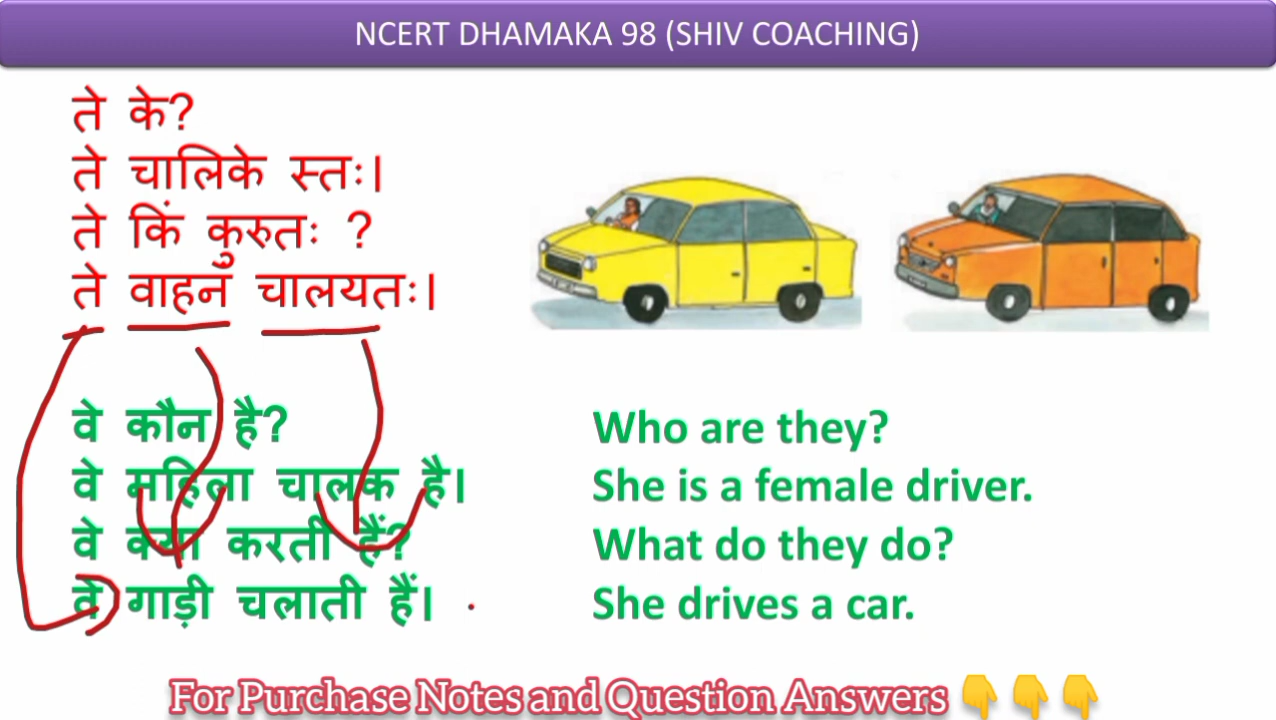 NCERT DHAMAKA 98 (SHIV COACHING)
ते के?
ते चालिके स्तः।
ते किं कुरुतः ?
ते वाहनं चालयतः।
वे कौन है?
वे महिला चालक है।
वे क्या करती हैं?
वे गाड़ी चलाती हैं।
Who are they?
She is a female driver.
What do they do?
She drives a car.
For Purchase Notes and Question Answers 👇👇👇